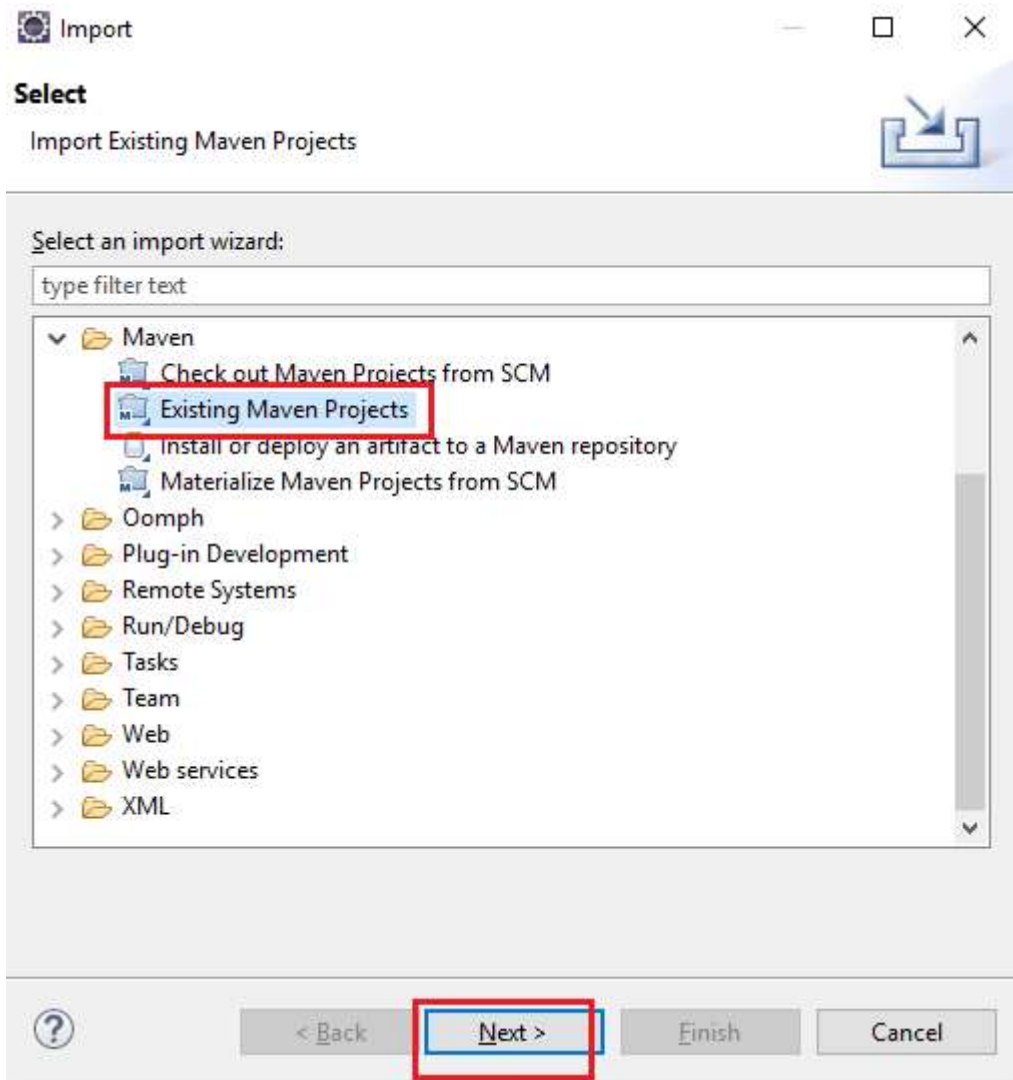 Import
Select
Import Existing Maven Projects
Select an import wizard:
type filter text
Maven
Check out Maven Projects from SCM
Existing Maven Projects
Install or deploy an artifact to a Maven repository
Materialize Maven Projects from SCM
Oomph
Plug-in Development
Remote Systems
Run/Debug
Tasks
Team
Web
Web services
XML
? < Back Next > Finish Cancel